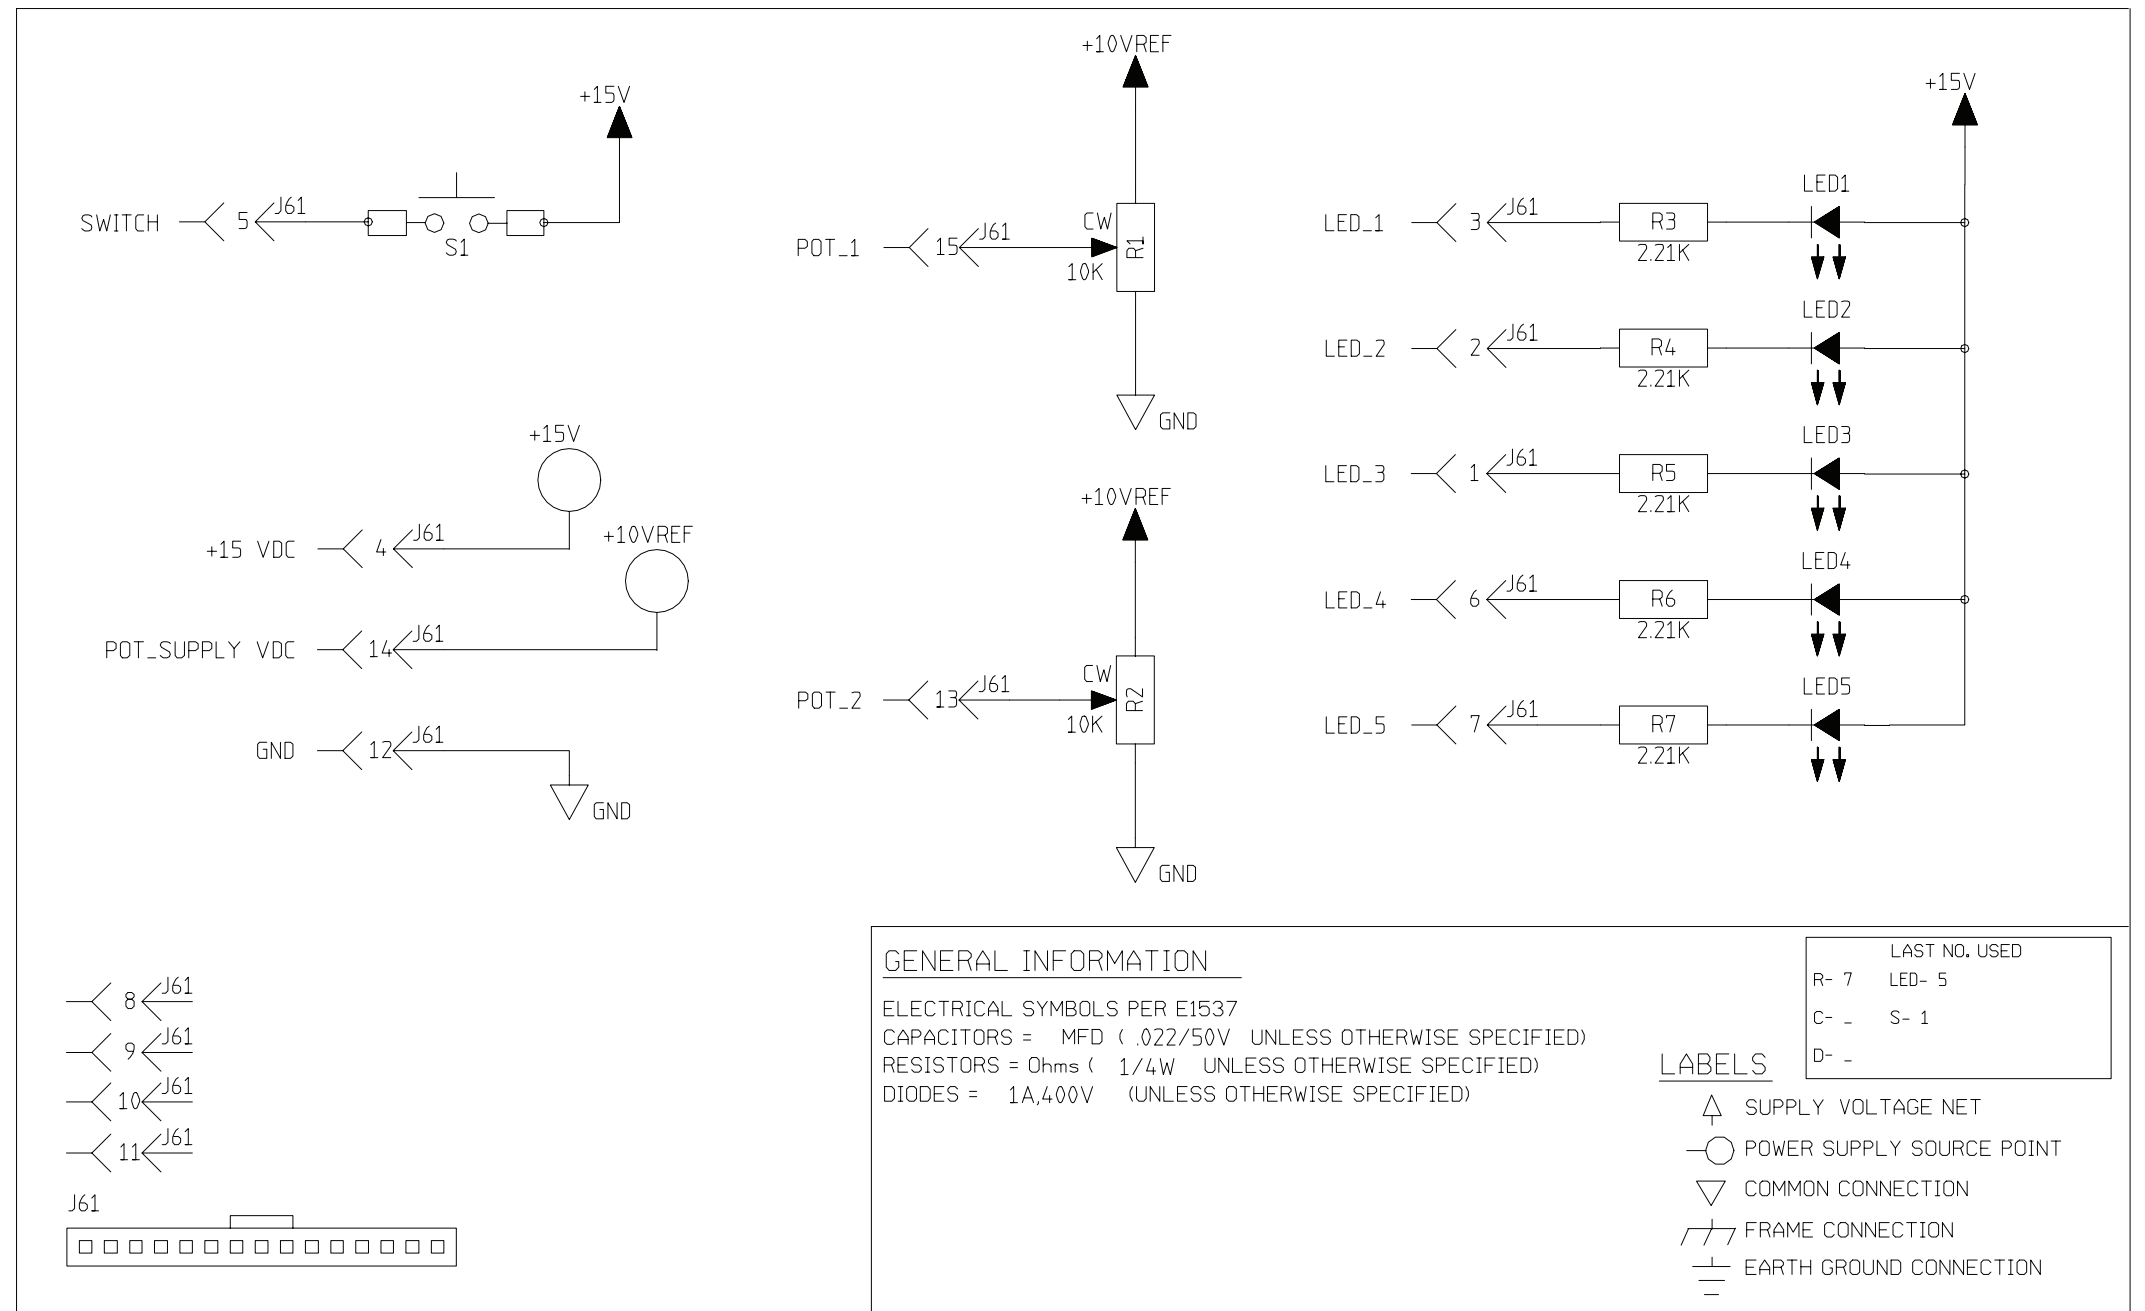 +15V
SWITCH 5 J61
S1
+15V
+15 VDC 4 J61
+10VREF
POT_SUPPLY VDC 14 J61
GND 12 J61
GND
+10VREF
CW
POT_1 15 J61 R1
10K
GND
+10VREF
CW
POT_2 13 J61 R2
10K
GND
+15V
LED1
LED_1 3 J61 R3
2.21K
LED2
LED_2 2 J61 R4
2.21K
LED3
LED_3 1 J61 R5
2.21K
LED4
LED_4 6 J61 R6
2.21K
LED5
LED_5 7 J61 R7
2.21K
8 J61
9 J61
10 J61
11 J61
J61
GENERAL INFORMATION
ELECTRICAL SYMBOLS PER E1537
CAPACITORS = MFD ( .022/50V UNLESS OTHERWISE SPECIFIED)
RESISTORS = Ohms ( 1/4W UNLESS OTHERWISE SPECIFIED)
DIODES = 1A,400V (UNLESS OTHERWISE SPECIFIED)
LAST NO. USED
R- 7 LED- 5
C- _ S- 1
D- _
LABELS
SUPPLY VOLTAGE NET
POWER SUPPLY SOURCE POINT
COMMON CONNECTION
FRAME CONNECTION
EARTH GROUND CONNECTION